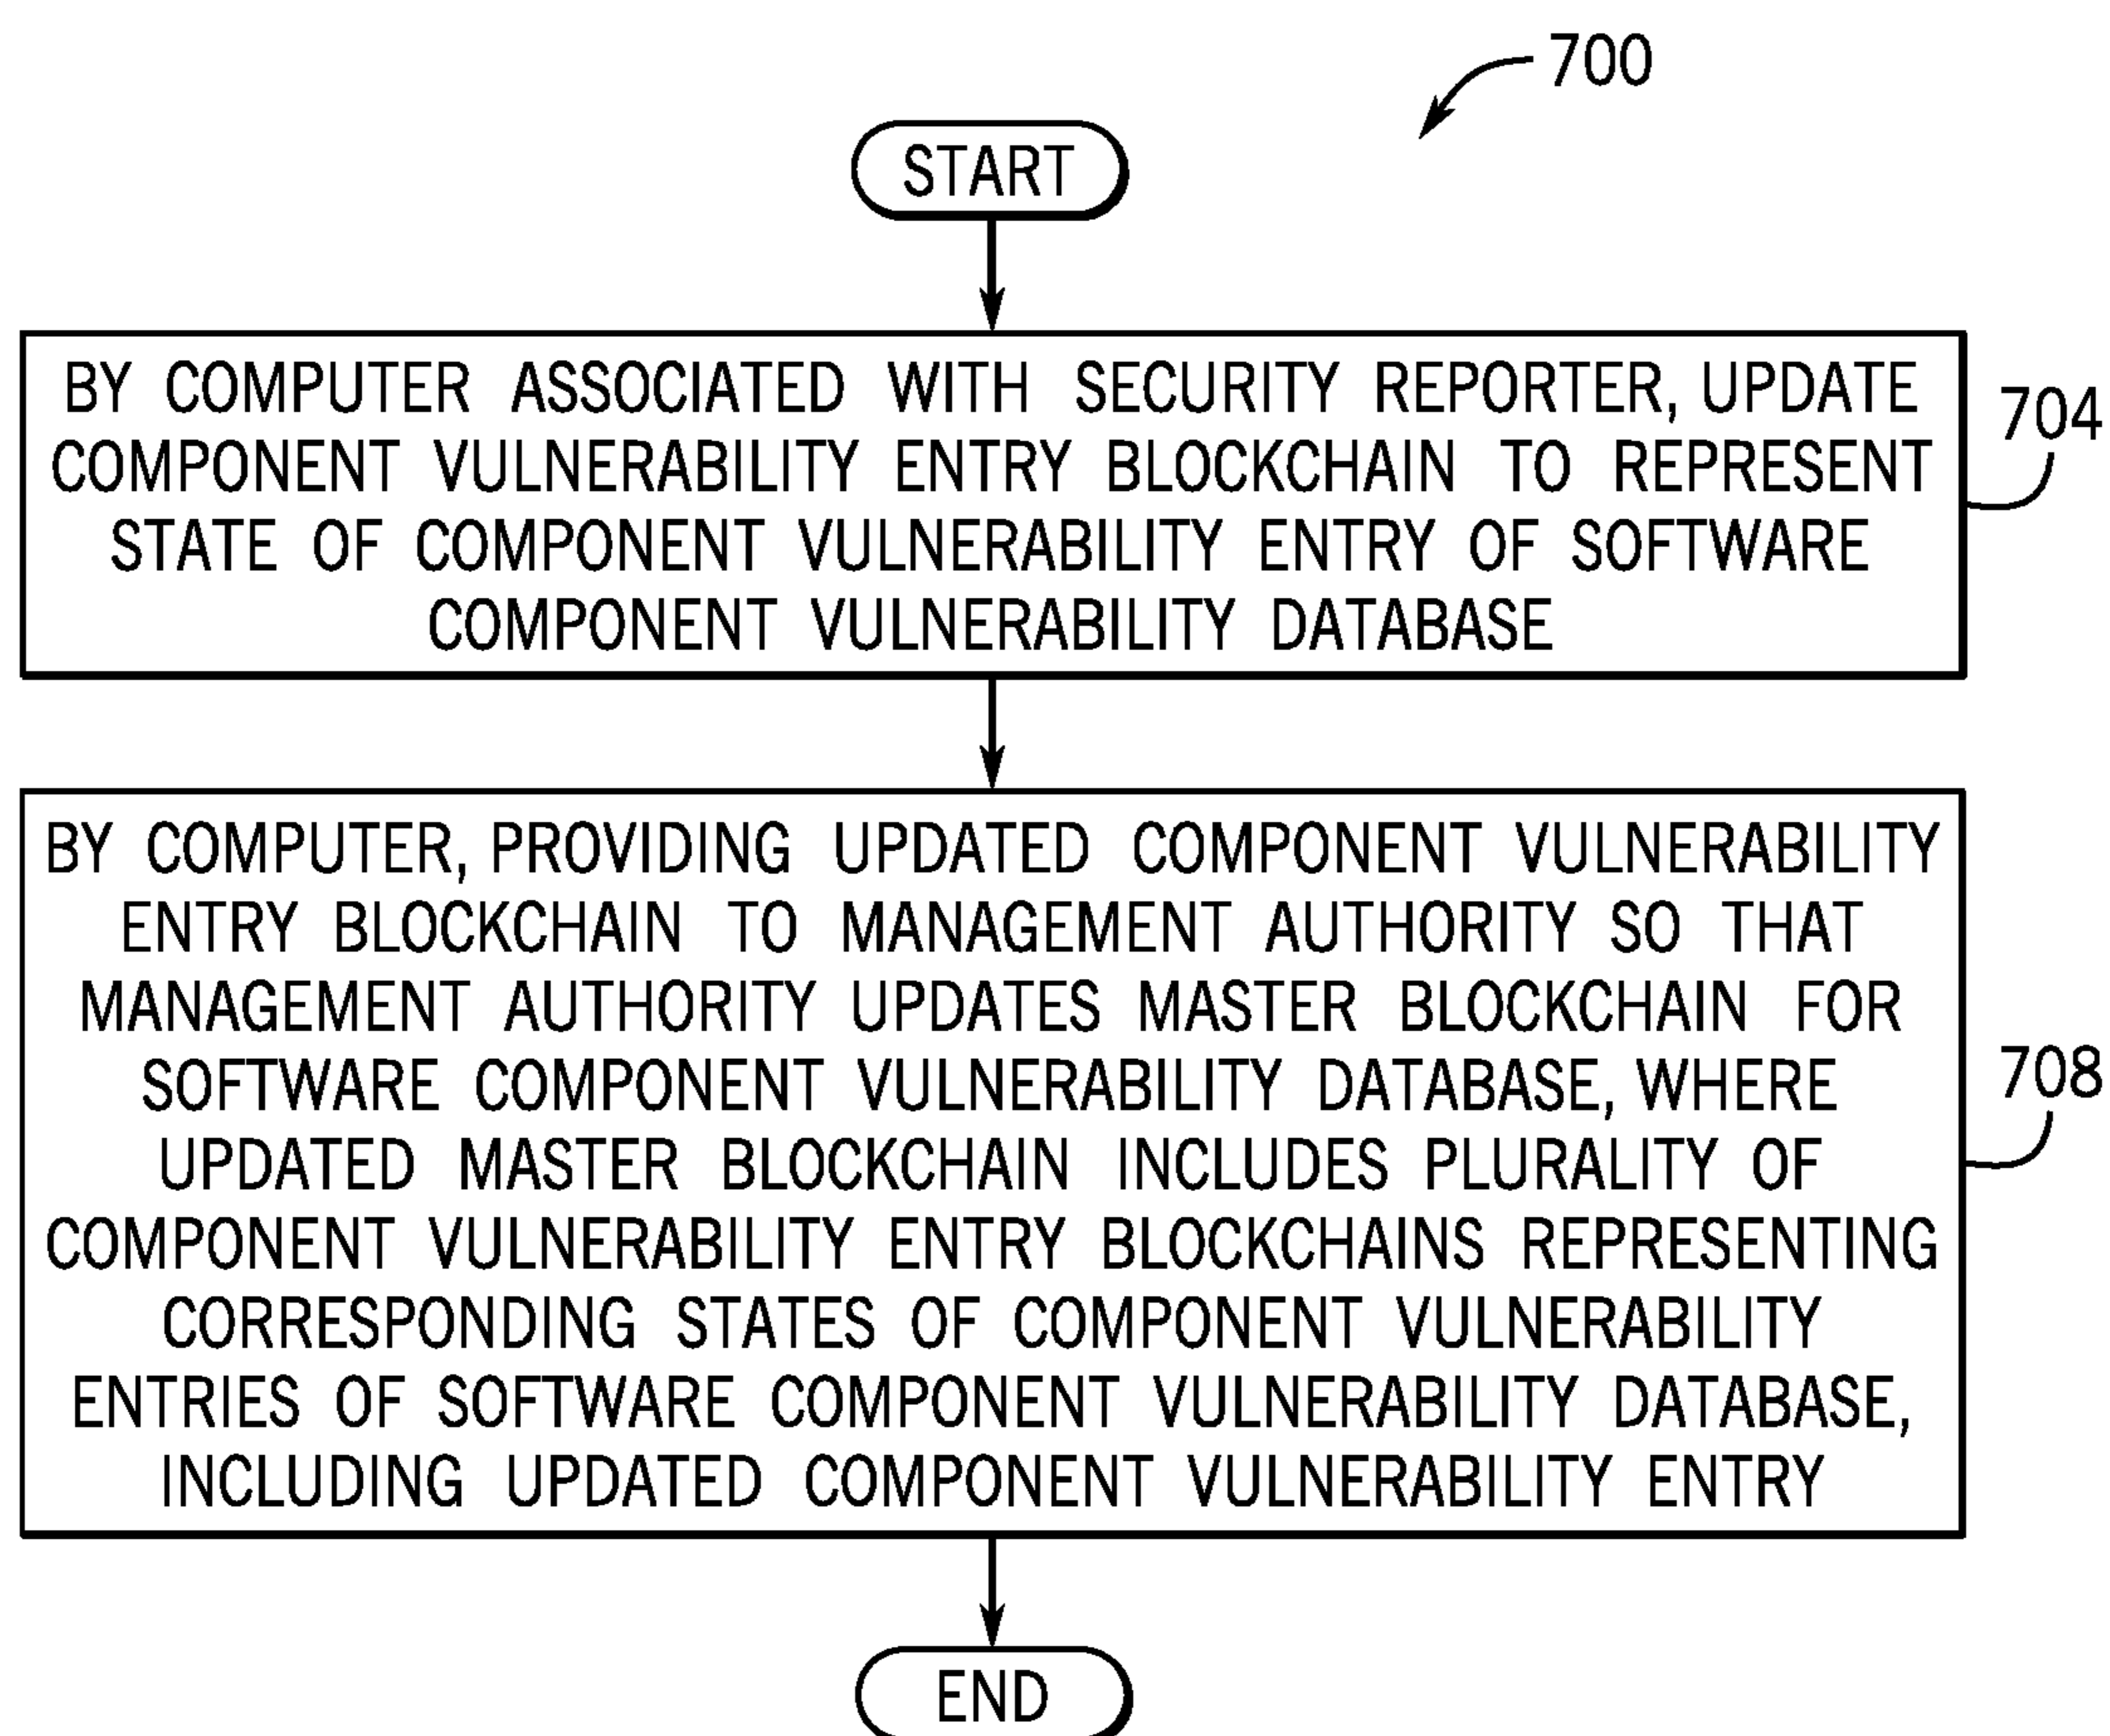 700
START
BY COMPUTER ASSOCIATED WITH SECURITY REPORTER, UPDATE
COMPONENT VULNERABILITY ENTRY BLOCKCHAIN TO REPRESENT
STATE OF COMPONENT VULNERABILITY ENTRY OF SOFTWARE
COMPONENT VULNERABILITY DATABASE
704
BY COMPUTER, PROVIDING UPDATED COMPONENT VULNERABILITY
ENTRY BLOCKCHAIN TO MANAGEMENT AUTHORITY SO THAT
MANAGEMENT AUTHORITY UPDATES MASTER BLOCKCHAIN FOR
SOFTWARE COMPONENT VULNERABILITY DATABASE, WHERE
UPDATED MASTER BLOCKCHAIN INCLUDES PLURALITY OF
COMPONENT VULNERABILITY ENTRY BLOCKCHAINS REPRESENTING
CORRESPONDING STATES OF COMPONENT VULNERABILITY
ENTRIES OF SOFTWARE COMPONENT VULNERABILITY DATABASE,
INCLUDING UPDATED COMPONENT VULNERABILITY ENTRY
708
END